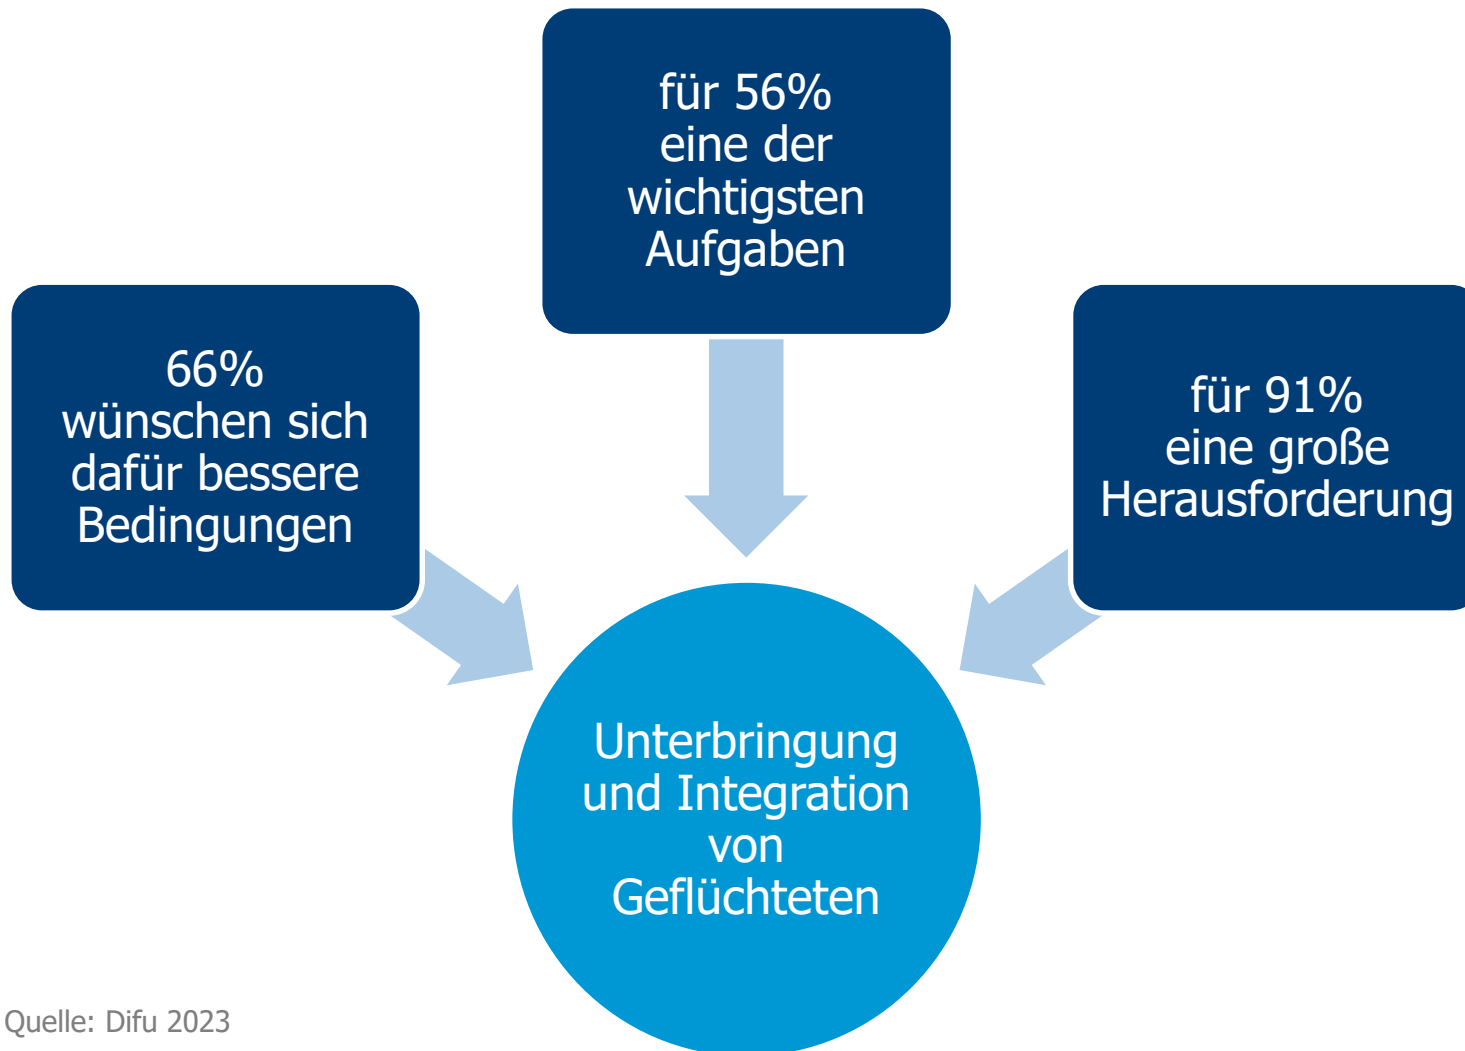 für 56%
eine der
wichtigsten
Aufgaben
66%
wünschen sich
dafür bessere
Bedingungen
für 91%
eine große
Herausforderung
Unterbringung
und Integration
von
Geflüchteten
Quelle: Difu 2023